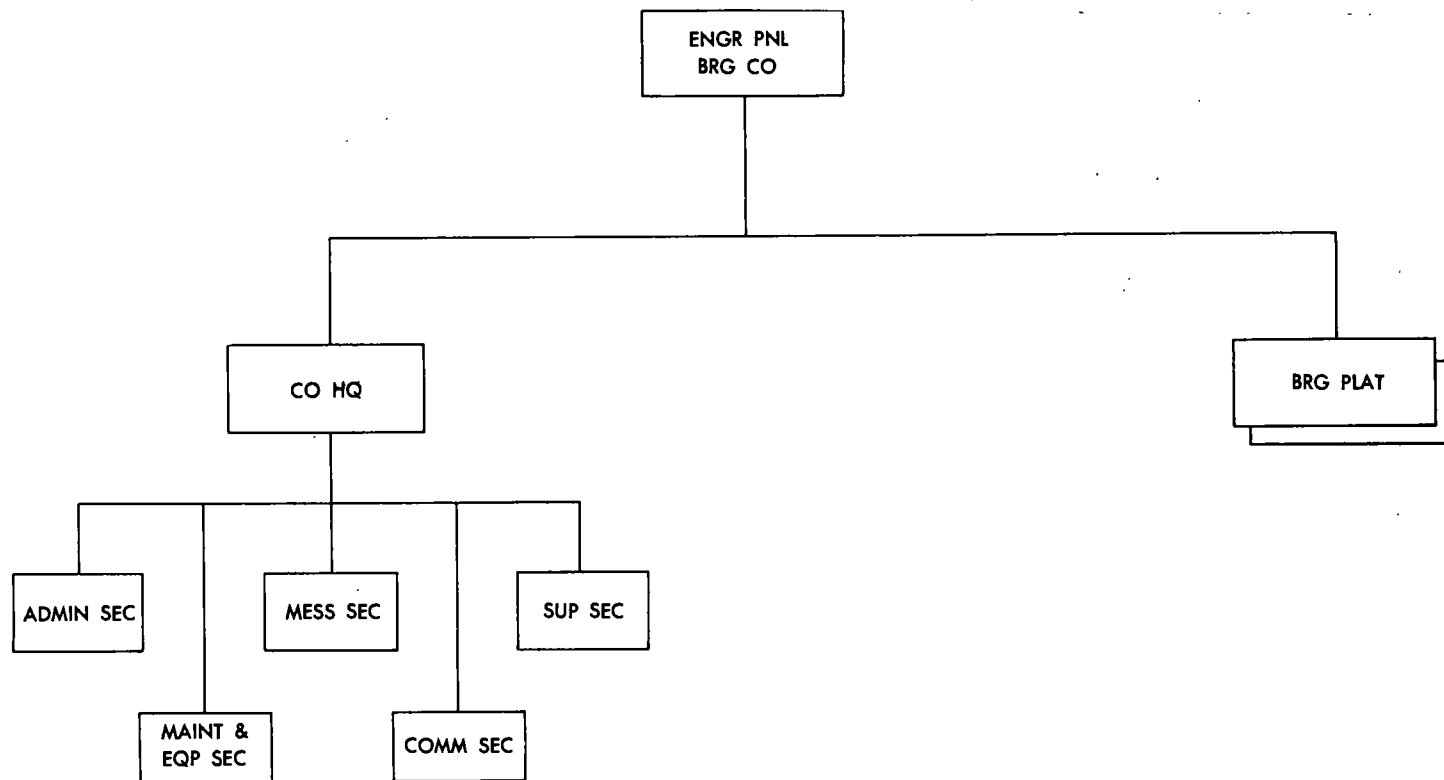 ENGR PNL
BRG CO
CO HQ
BRG PLAT
ADMIN SEC
MESS SEC
SUP SEC
MAINT &
EQP SEC
COMM SEC